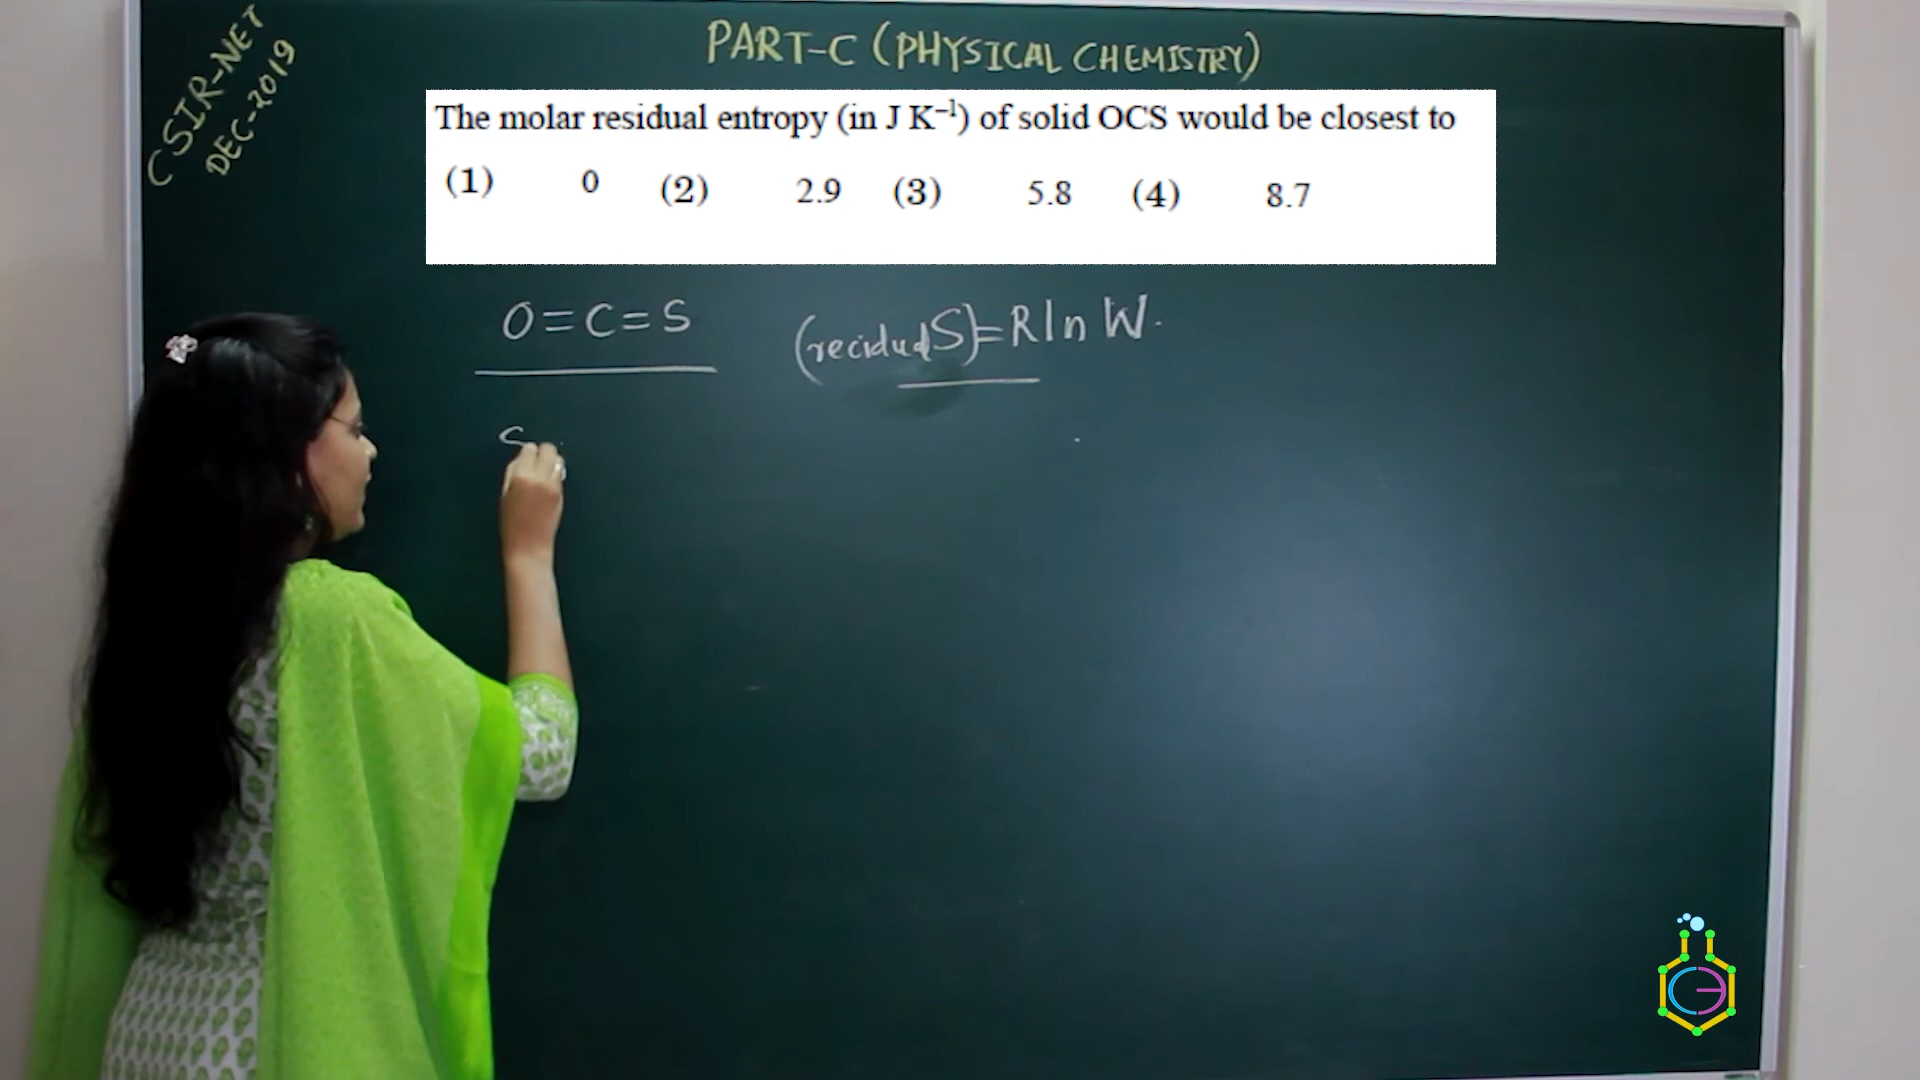 CSIR-NET
DEC-2019
PART-C (PHYSICAL CHEMISTRY)
The molar residual entropy (in J K⁻¹) of solid OCS would be closest to
(1) 0 (2) 2.9 (3) 5.8 (4) 8.7
O=C=S (recidual S)=Rln W.
S